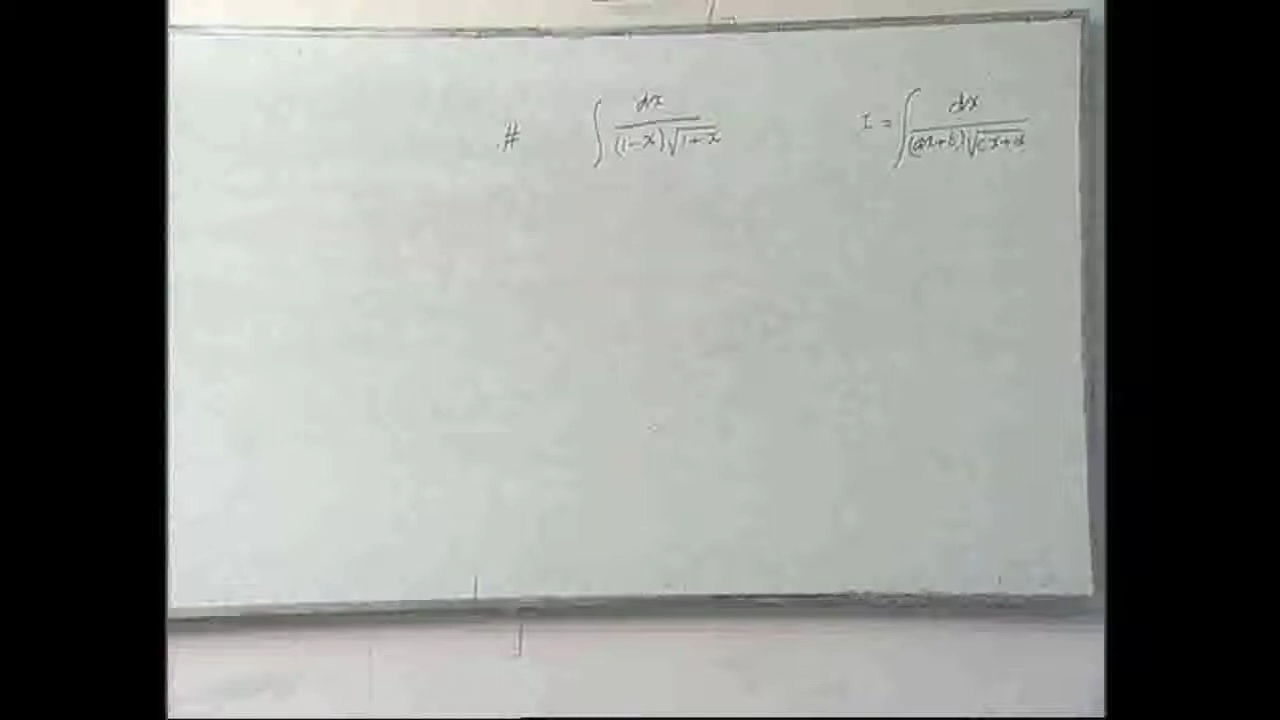 # ∫ dx / (1-x)√1+x I = ∫ dx / (ax+b)√cx+d